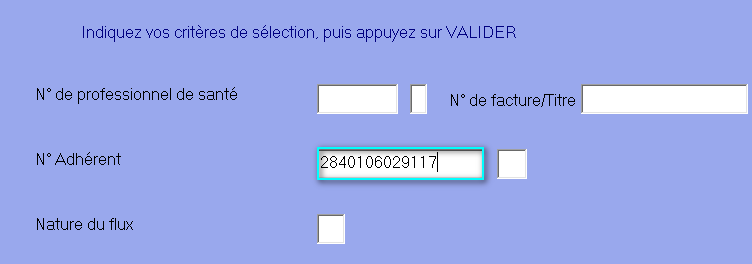 Indiquez vos critères de sélection, puis appuyez sur VALIDER
N° de professionnel de santé N° de facture/Titre
N° Adhérent 2840106029117
Nature du flux